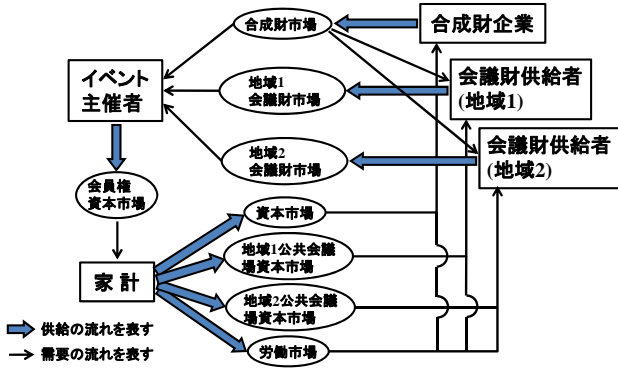 合成財市場
合成財企業
イベント
主催者
地域1
会議財市場
会議財供給者
(地域1)
地域2
会議財市場
会議財供給者
(地域2)
会員権
資本市場
資本市場
地域1公共会議
場資本市場
家 計
地域2公共会議
場資本市場
供給の流れを表す
需要の流れを表す
労働市場